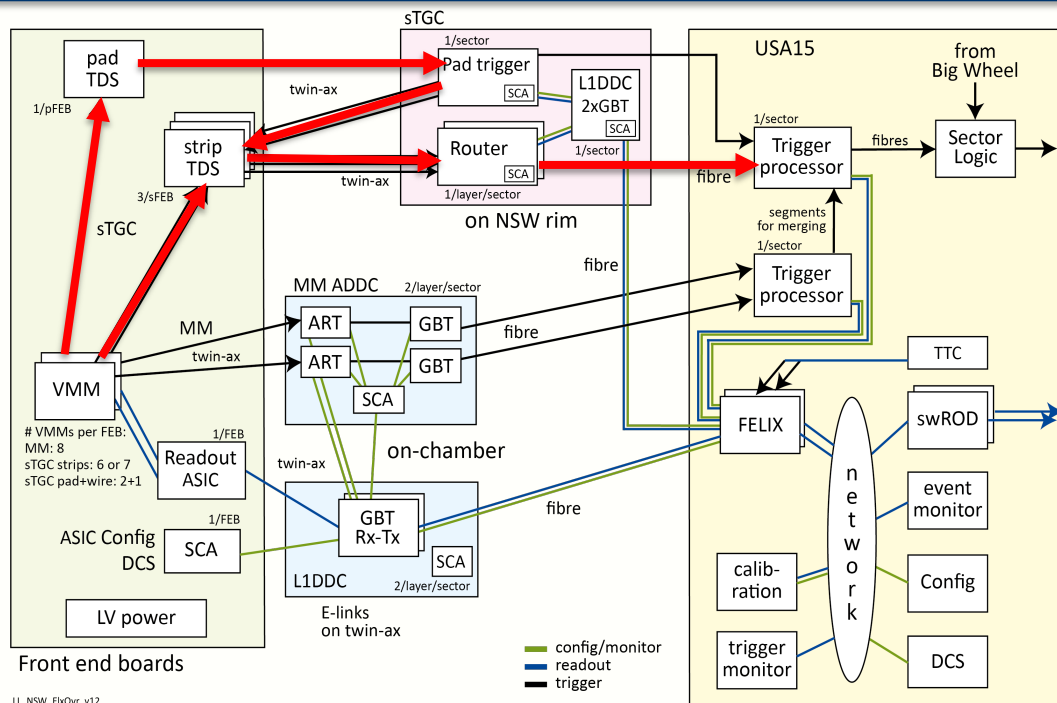 sTGC
1/sector
pad
TDS
1/pFEB
twin-ax
Pad trigger
SCA
L1DDC
2xGBT
SCA
1/sector
USA15
from
Big Wheel
1/sector
Trigger
processor
fibres
Sector
Logic
strip
TDS
3/sFEB
twin-ax
Router
SCA
1/layer/sector
on NSW rim
fibre
sTGC
segments
for merging
1/sector
Trigger
processor
fibre
MM ADDC
2/layer/sector
MM
twin-ax
ART
GBT
ART
GBT
SCA
fibre
on-chamber
VMM
# VMMs per FEB:
MM: 8
sTGC strips: 6 or 7
sTGC pad+wire: 2+1
1/FEB
Readout
ASIC
twin-ax
TTC
FELIX
swROD
network
event
monitor
ASIC Config
DCS
1/FEB
SCA
GBT
Rx-Tx
SCA
L1DDC
2/layer/sector
fibre
E-links
on twin-ax
LV power
Front end boards
calib-
ration
Config
trigger
monitor
DCS
config/monitor
readout
trigger